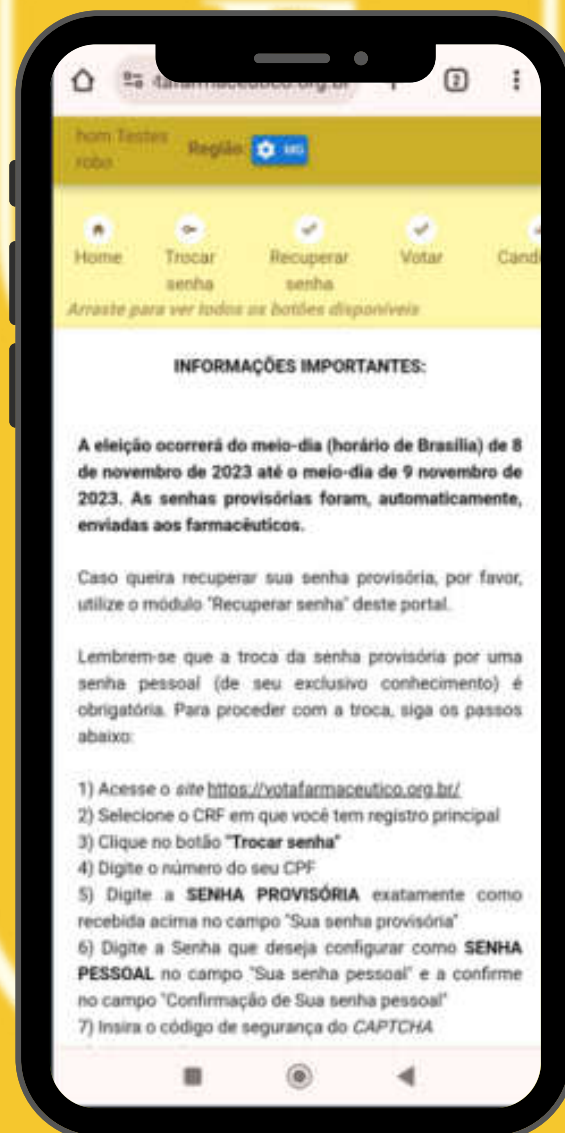 2
hom Testes
robo
Região:
MG
Home
Trocar
senha
Recuperar
senha
Votar
Candi
Arraste para ver todos os botões disponíveis
INFORMAÇÕES IMPORTANTES:
A eleição ocorrerá do meio-dia (horário de Brasília) de 8
de novembro de 2023 até o meio-dia de 9 novembro de
2023. As senhas provisórias foram, automaticamente,
enviadas aos farmacêuticos.
Caso queira recuperar sua senha provisória, por favor,
utilize o módulo "Recuperar senha" deste portal.
Lembrem-se que a troca da senha provisória por uma
senha pessoal (de seu exclusivo conhecimento) é
obrigatória. Para proceder com a troca, siga os passos
abaixo:
1) Acesse o site https://votafarmaceutico.org.br/
2) Selecione o CRF em que você tem registro principal
3) Clique no botão "Trocar senha"
4) Digite o número do seu CPF
5) Digite a SENHA PROVISÓRIA exatamente como
recebida acima no campo "Sua senha provisória"
6) Digite a Senha que deseja configurar como SENHA
PESSOAL no campo "Sua senha pessoal" e a confirme
no campo "Confirmação de Sua senha pessoal"
7) Insira o código de segurança do CAPTCHA